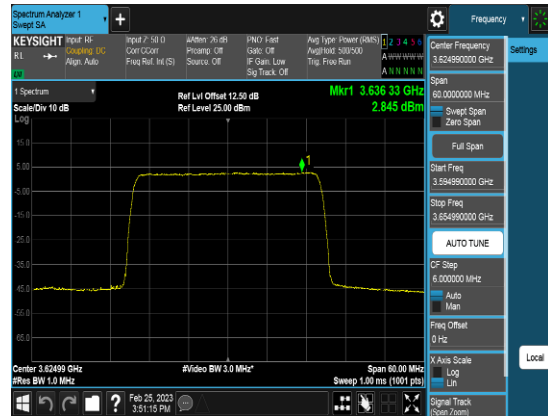 Spectrum Analyzer 1
Swept SA
Frequency
KEYSIGHT
RL
Input: RF
Coupling: DC
Align: Auto
Input Z: 50 Ω
Corr CCorr
Freq Ref: Int (S)
#Atten: 26 dB
Preamp: Off
Source: Off
PNO: Fast
Gate: Off
IF Gain: Low
Sig Track: Off
Avg Type: Power (RMS)
Avg|Hold: 500/500
Trig: Free Run
1 2 3 4 5 6
A W W W W W
A N N N N N
LU
1 Spectrum
Scale/Div 10 dB
Log
Ref Lvl Offset 12.50 dB
Ref Level 25.00 dBm
Mkr1 3.636 33 GHz
2.845 dBm
15.0
5.00
-5.00
-15.0
-25.0
-35.0
-45.0
-55.0
-65.0
1
Center 3.62499 GHz
#Res BW 1.0 MHz
#Video BW 3.0 MHz*
Span 60.00 MHz
Sweep 1.00 ms (1001 pts)
Feb 25, 2023
3:51:15 PM
Center Frequency
3.624990000 GHz
Settings
Span
60.0000000 MHz
Swept Span
Zero Span
Full Span
Start Freq
3.594990000 GHz
Stop Freq
3.654990000 GHz
AUTO TUNE
CF Step
6.000000 MHz
Auto
Man
Freq Offset
0 Hz
X Axis Scale
Log
Lin
Local
Signal Track
(Span Zoom)